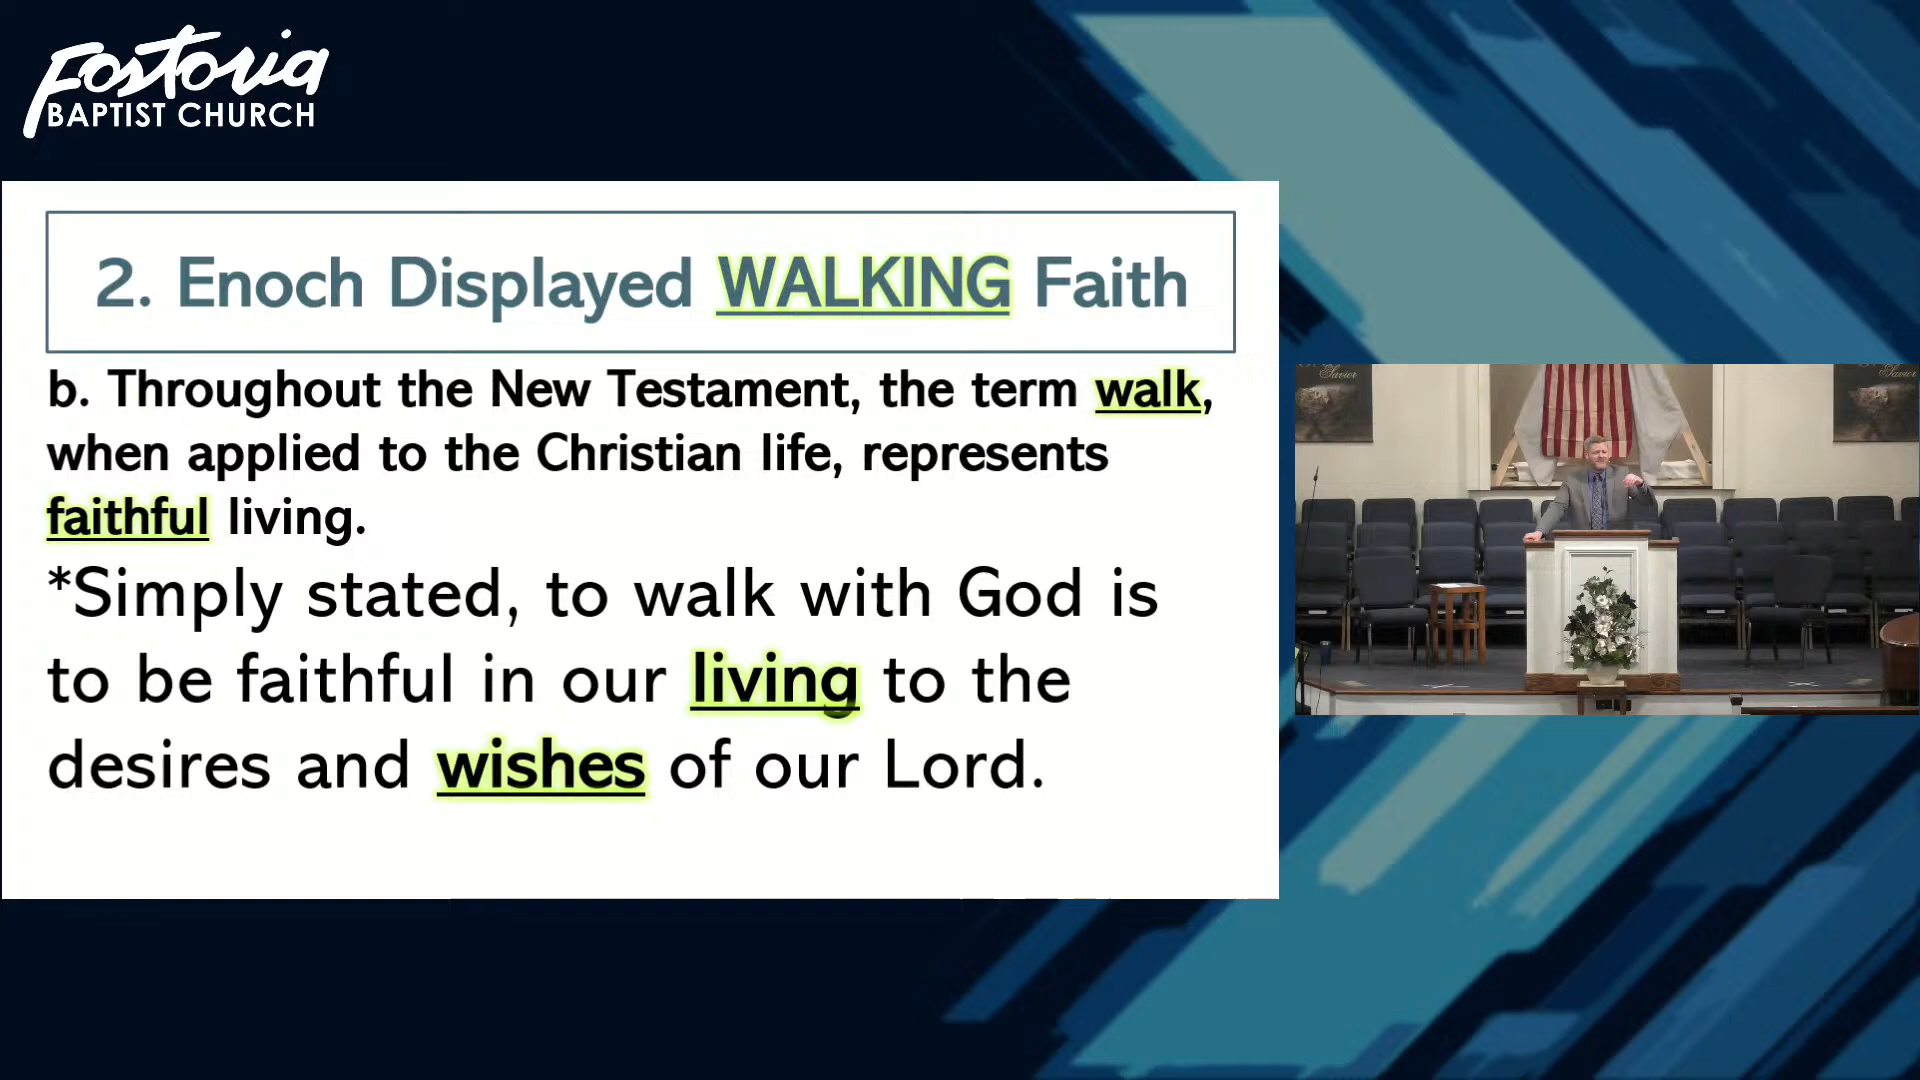 Fostoria
BAPTIST CHURCH
2. Enoch Displayed WALKING Faith
b. Throughout the New Testament, the term walk,
when applied to the Christian life, represents
faithful living.
*Simply stated, to walk with God is
to be faithful in our living to the
desires and wishes of our Lord.
Savior